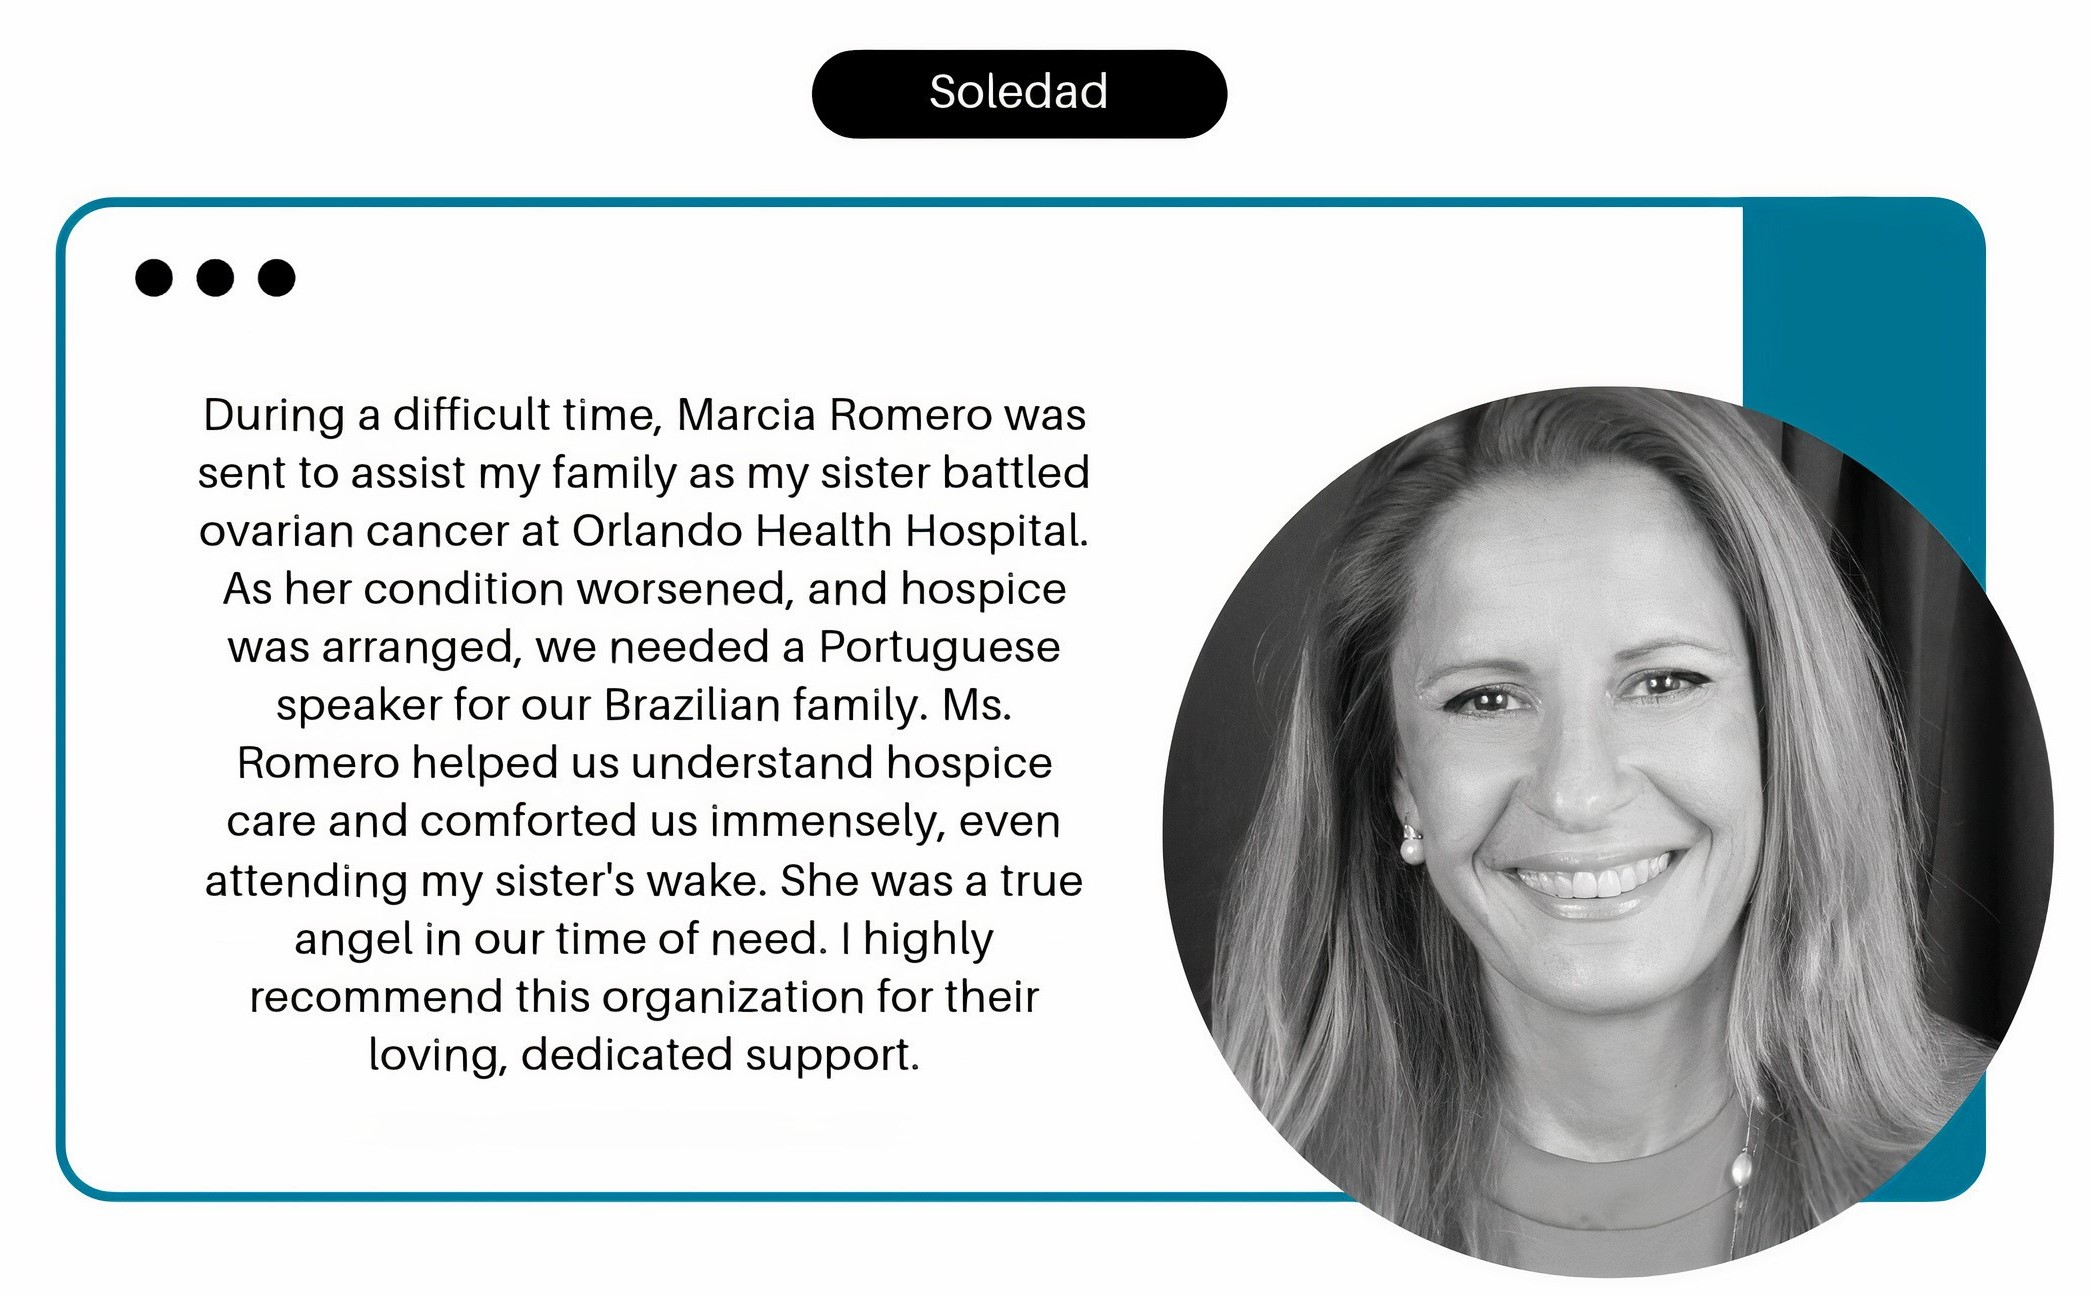 Soledad
During a difficult time, Marcia Romero was
sent to assist my family as my sister battled
ovarian cancer at Orlando Health Hospital.
As her condition worsened, and hospice
was arranged, we needed a Portuguese
speaker for our Brazilian family. Ms.
Romero helped us understand hospice
care and comforted us immensely, even
attending my sister's wake. She was a true
angel in our time of need. I highly
recommend this organization for their
loving, dedicated support.